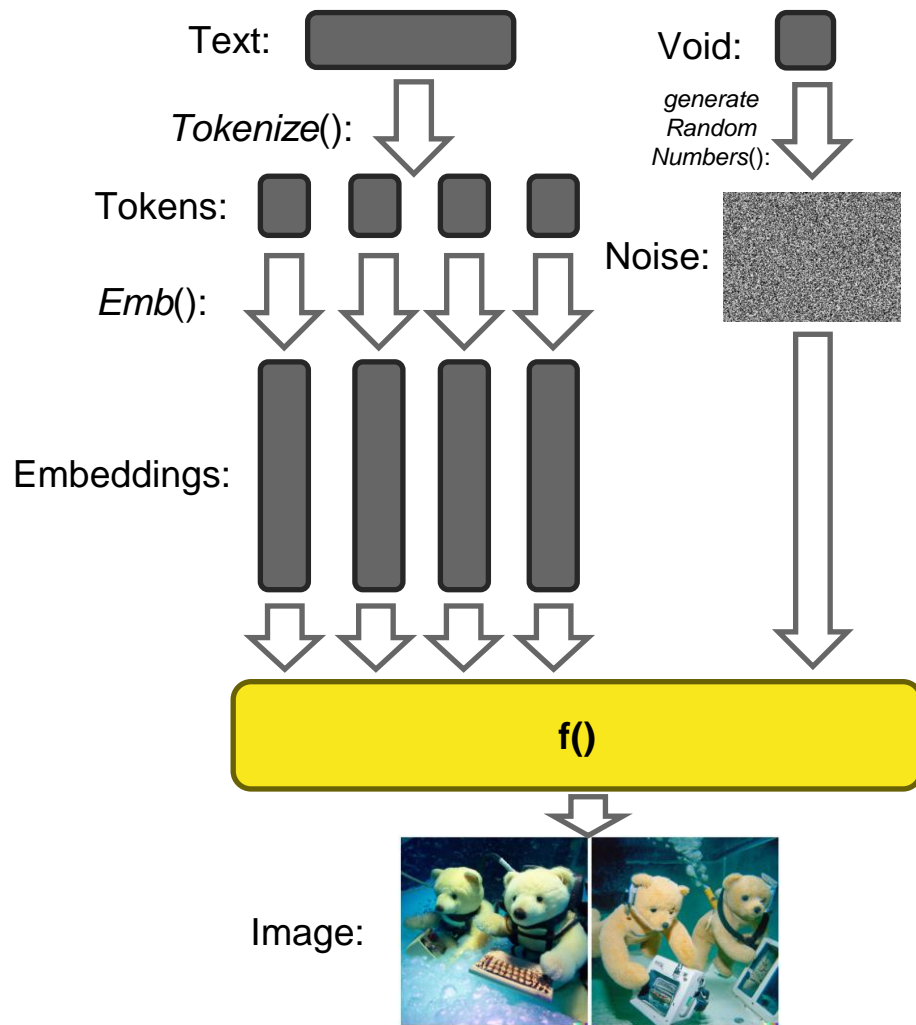 Text:
Void:
generate
Random
Numbers():
Tokenize():
Tokens:
Noise:
Emb():
Embeddings:
f()
Image: